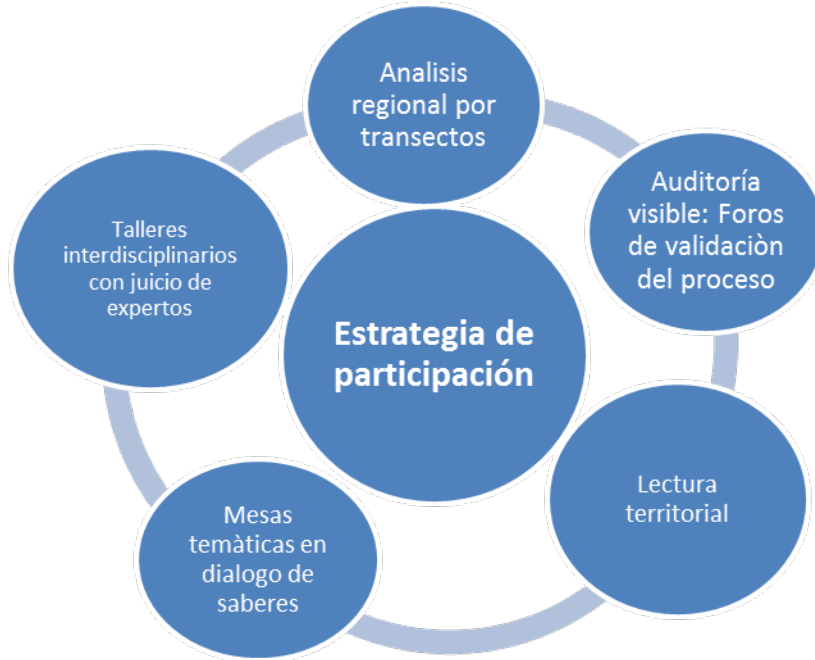 Analisis
regional por
transectos
Auditoría
visible: Foros
de validaciòn
del proceso
Talleres
interdisciplinarios
con juicio de
expertos
Estrategia de
participación
Lectura
territorial
Mesas
temàticas en
dialogo de
saberes